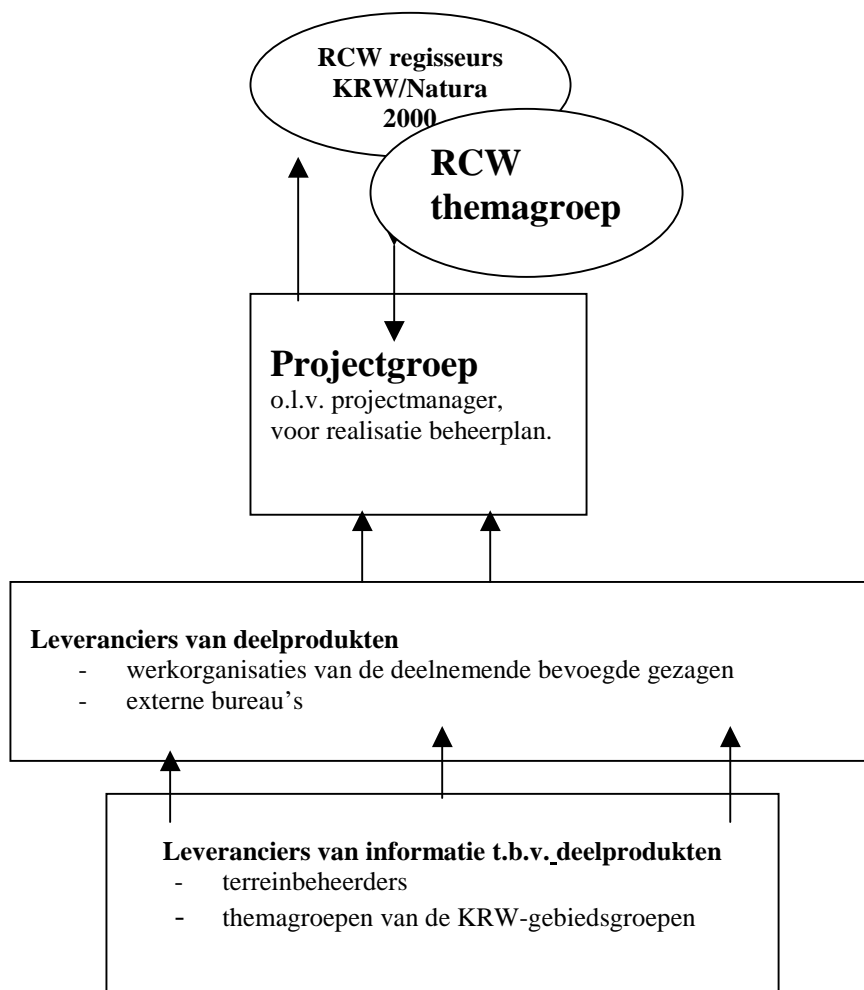 RCW regisseurs
KRW/Natura
2000
RCW
themagroep
Projectgroep
o.l.v. projectmanager,
voor realisatie beheerplan.
Leveranciers van deelprodukten
- werkorganisaties van de deelnemende bevoegde gezagen
- externe bureau’s
Leveranciers van informatie t.b.v. deelprodukten
- terreinbeheerders
- themagroepen van de KRW-gebiedsgroepen